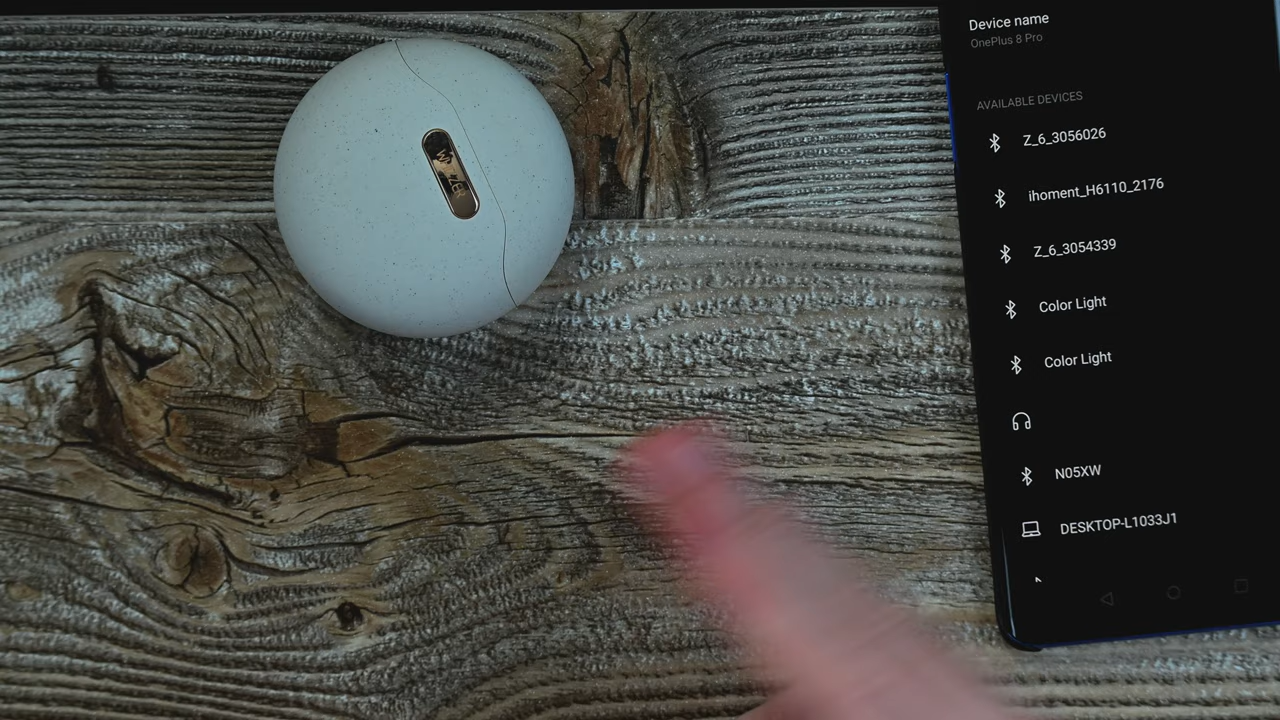 Device name
OnePlus 8 Pro
AVAILABLE DEVICES
Z_6_3056026
ihoment_H6110_2176
Z_6_3054339
Color Light
Color Light
N05XW
DESKTOP-L1033J1